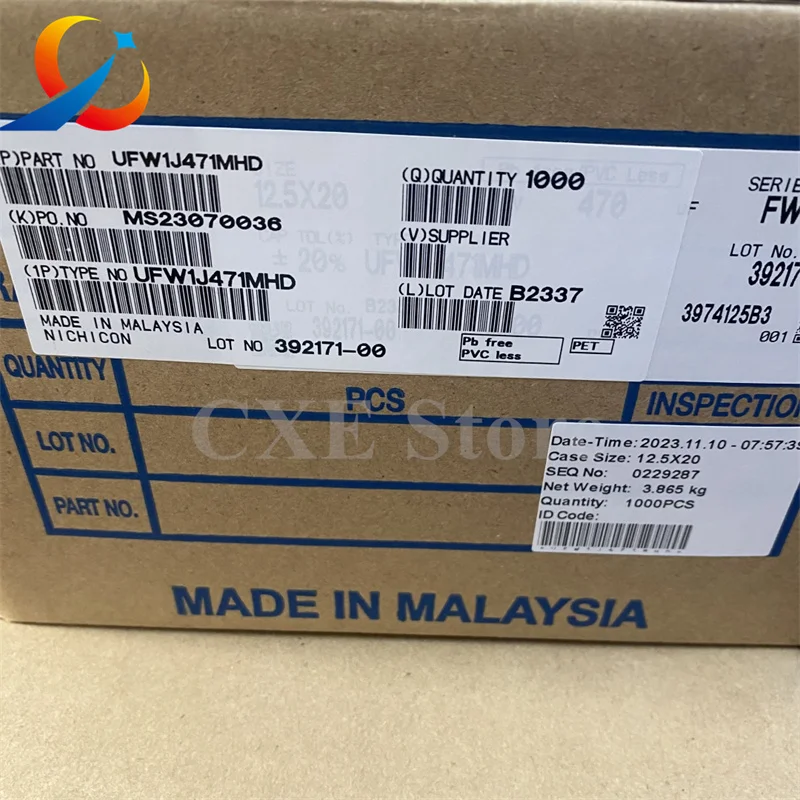 P)PART NO UFW1J471MHD
(K)PO.NO MS23070036
(1P)TYPE NO UFW1J471MHD
MADE IN MALAYSIA
NICHICON LOT NO 392171-00
(Q)QUANTITY 1000
(V)SUPPLIER
(L)LOT DATE B2337
Pb free
PVC less
PET
12.5X20
± 20%
470
392171-00
SERIE
FW
LOT No.
39217
3974125B3
001
QUANTITY
PCS
INSPECTION
LOT NO.
PART NO.
CXE Store
Date-Time: 2023.11.10 - 07:57:39
Case Size: 12.5X20
SEQ No: 0229287
Net Weight: 3.865 kg
Quantity: 1000PCS
ID Code:
MADE IN MALAYSIA